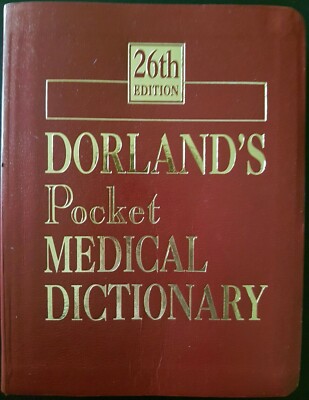 26th
EDITION
DORLAND'S
Pocket
MEDICAL
DICTIONARY